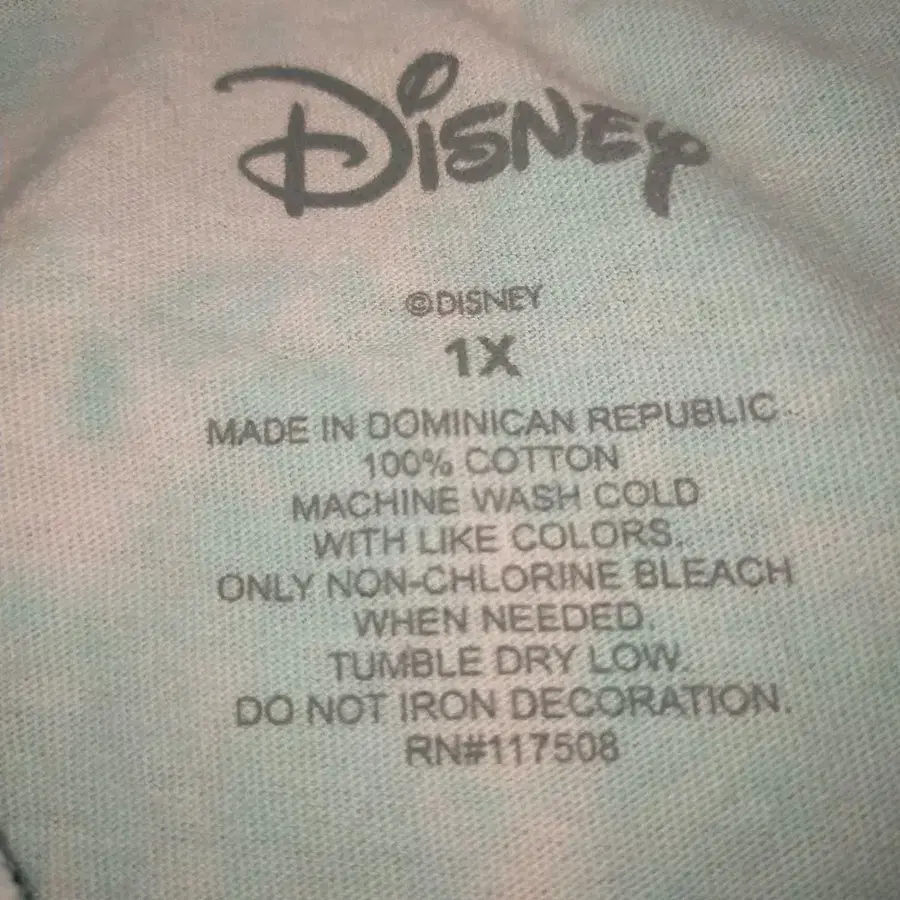 Disney
©DISNEY
1X
MADE IN DOMINICAN REPUBLIC
100% COTTON
MACHINE WASH COLD
WITH LIKE COLORS.
ONLY NON-CHLORINE BLEACH
WHEN NEEDED.
TUMBLE DRY LOW.
DO NOT IRON DECORATION.
RN#117508